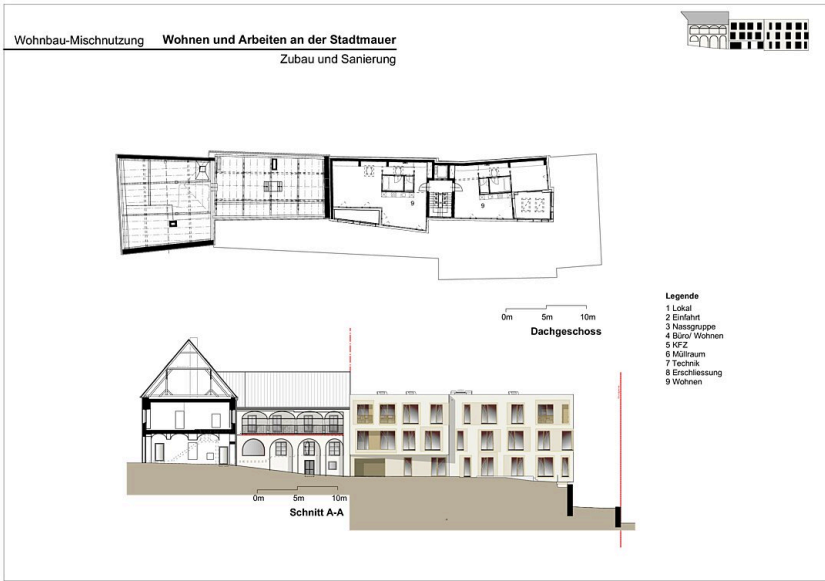 Wohnbau-Mischnutzung Wohnen und Arbeiten an der Stadtmauer
Zubau und Sanierung
9
9
0m 5m 10m
Dachgeschoss
Legende
1 Lokal
2 Einfahrt
3 Nassgruppe
4 Büro/ Wohnen
5 KFZ
6 Müllraum
7 Technik
8 Erschliessung
9 Wohnen
0m 5m 10m
Schnitt A-A